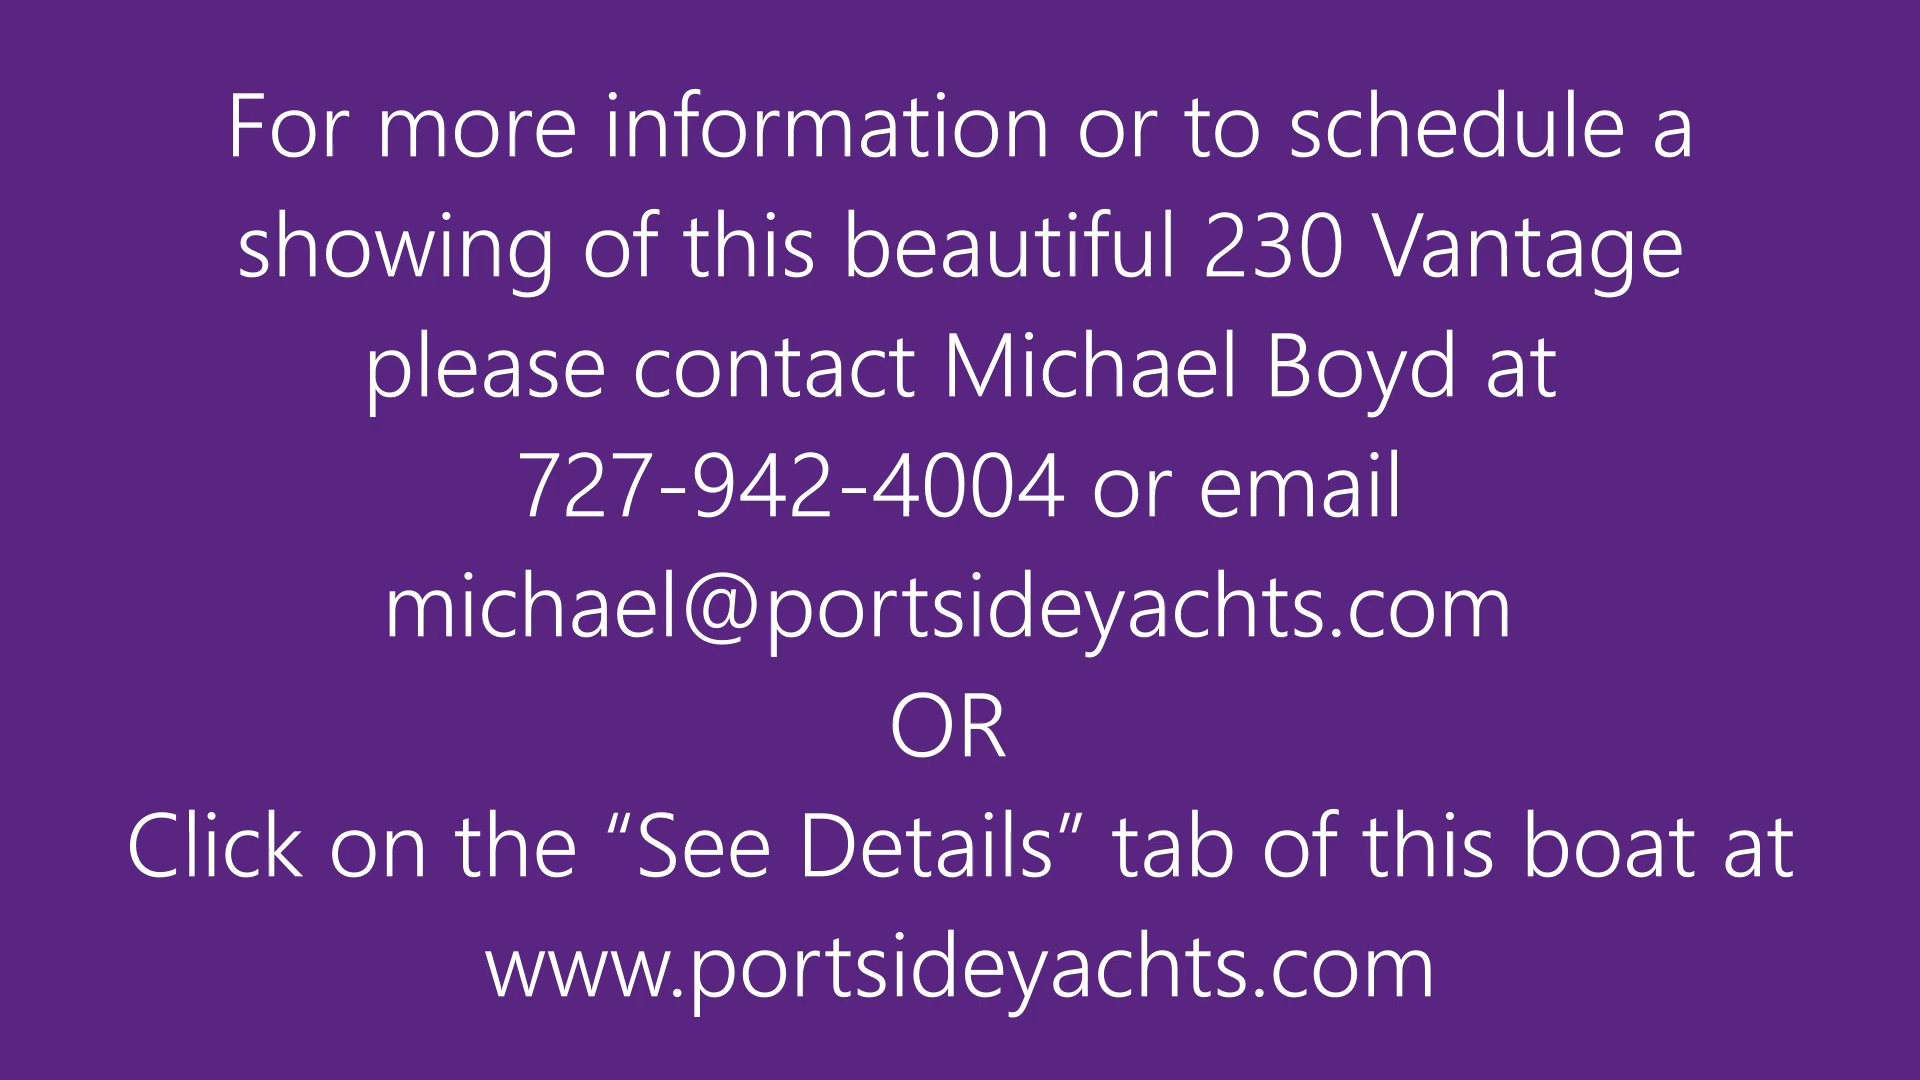 For more information or to schedule a
showing of this beautiful 230 Vantage
please contact Michael Boyd at
727-942-4004 or email
michael@portsideyachts.com
OR
Click on the “See Details” tab of this boat at
www.portsideyachts.com